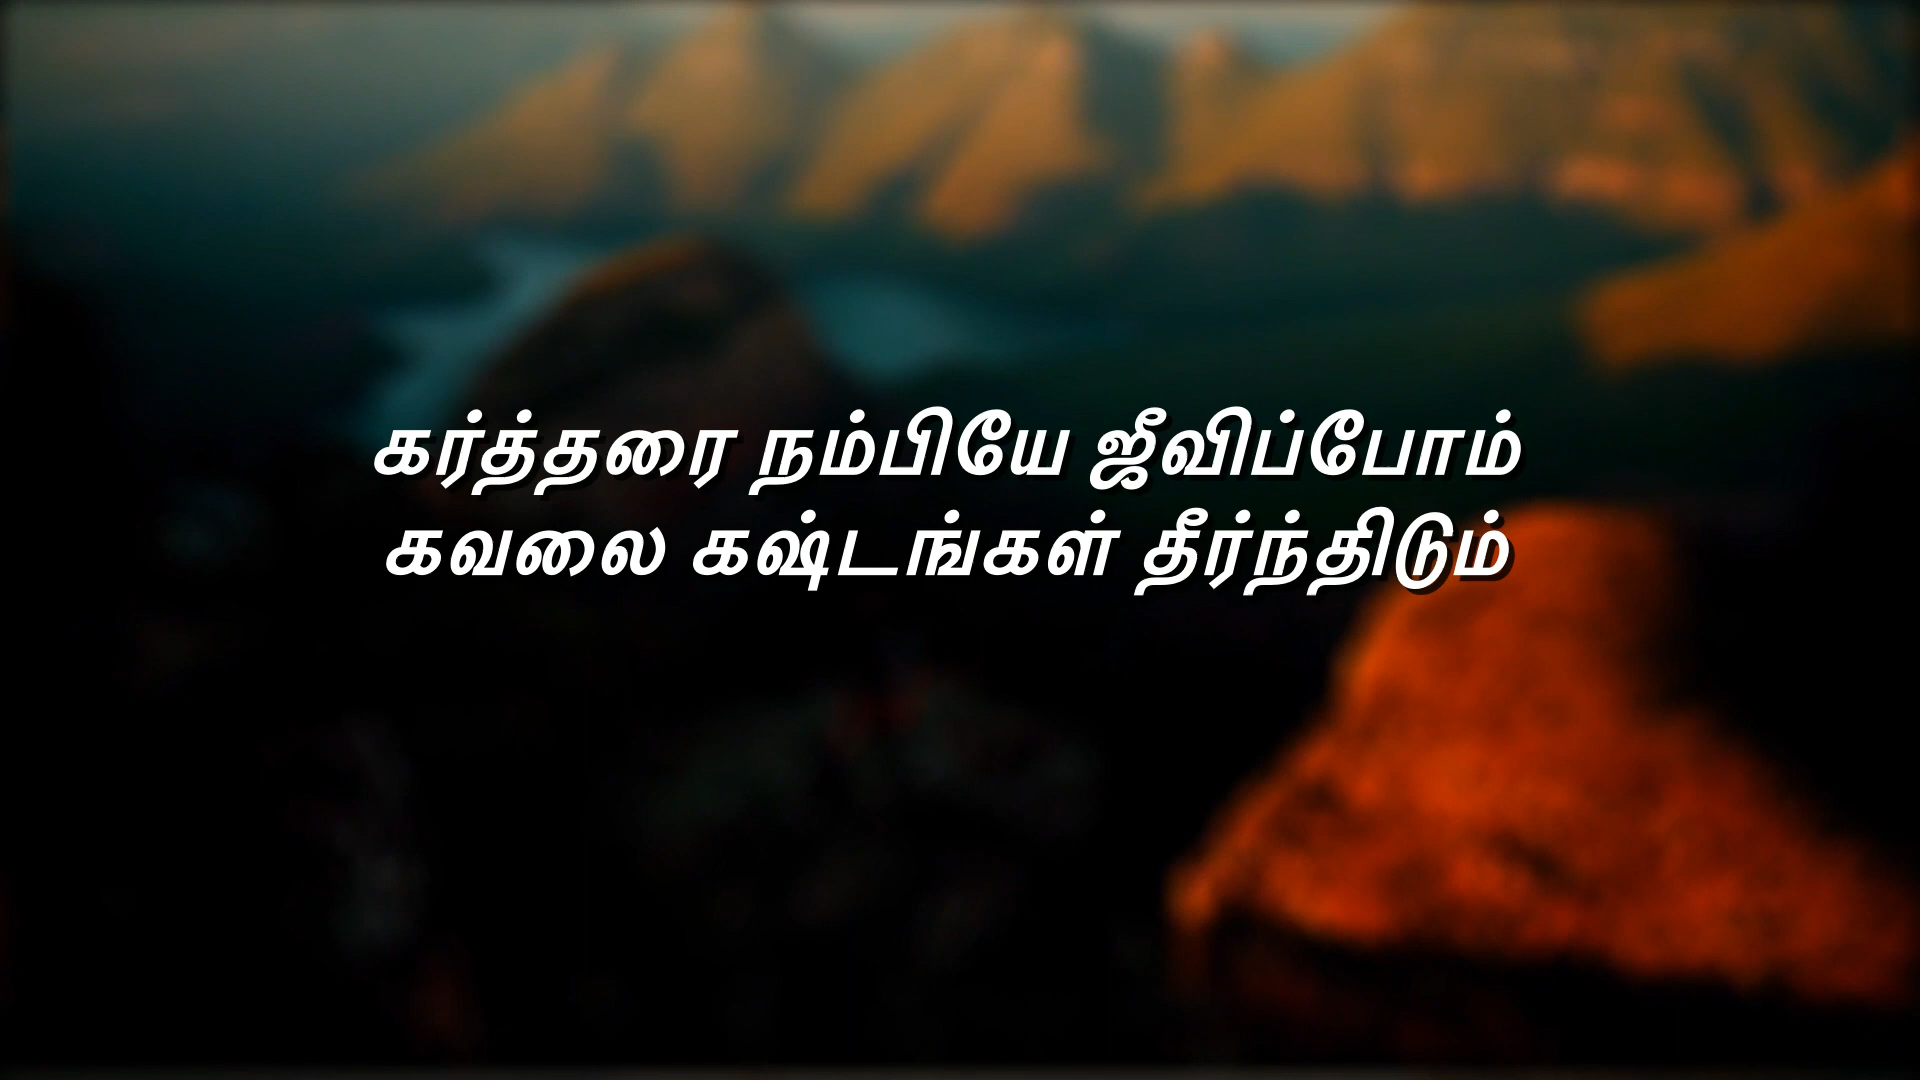 கர்த்தரை நம்பியே ஜீவிப்போம்
கவலை கஷ்டங்கள் தீர்ந்திடும்